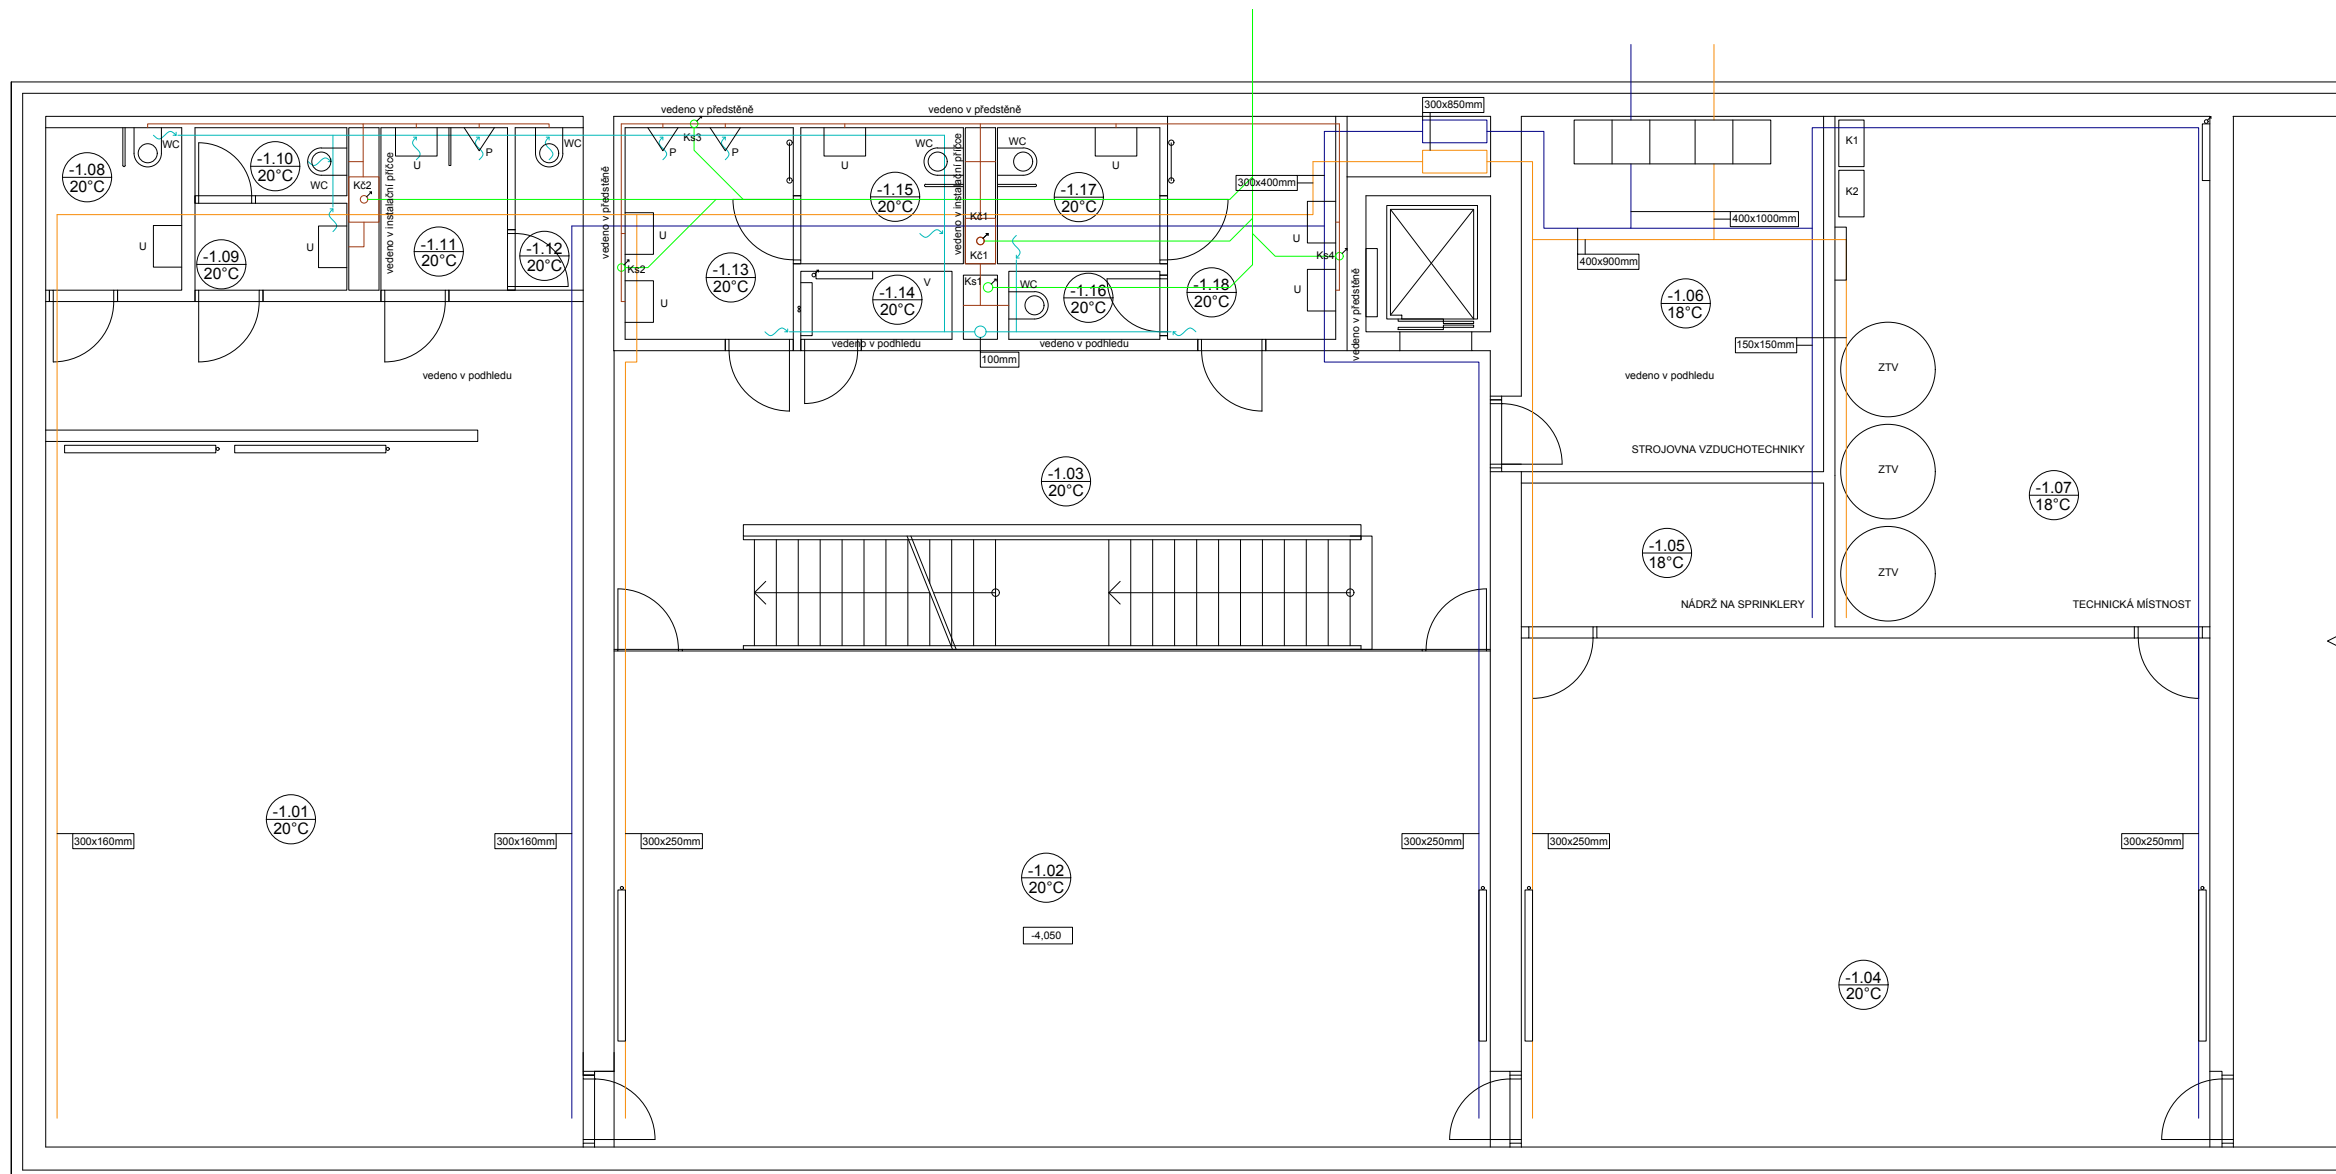 vedeno v předstěně
vedeno v předstěně
300x850mm
Ks3
WC
WC
P
U
P
P
U
WC
WC
WC
U
K1
-1.08
20°C
-1.10
20°C
WC
Kč2
vedeno v instalační příčce
vedeno v předstěně
-1.15
20°C
vedeno v instalační příčce
-1.17
20°C
300x400mm
K2
Kč1
400x1000mm
U
-1.09
20°C
U
-1.11
20°C
-1.12
20°C
U
Kč1
U
Ks4
400x900mm
Ks2
-1.13
20°C
U
V
-1.14
20°C
Ks1
WC
-1.16
20°C
-1.18
20°C
U
vedeno v předstěně
-1.06
18°C
vedeno v podhledu
vedeno v podhledu
100mm
150x150mm
ZTV
vedeno v podhledu
vedeno v podhledu
STROJOVNA VZDUCHOTECHNIKY
-1.03
20°C
ZTV
-1.07
18°C
-1.05
18°C
ZTV
NÁDRŽ NA SPRINKLERY
TECHNICKÁ MÍSTNOST
-1.01
20°C
300x160mm
300x160mm
300x250mm
300x250mm
300x250mm
300x250mm
-1.02
20°C
-4,050
-1.04
20°C